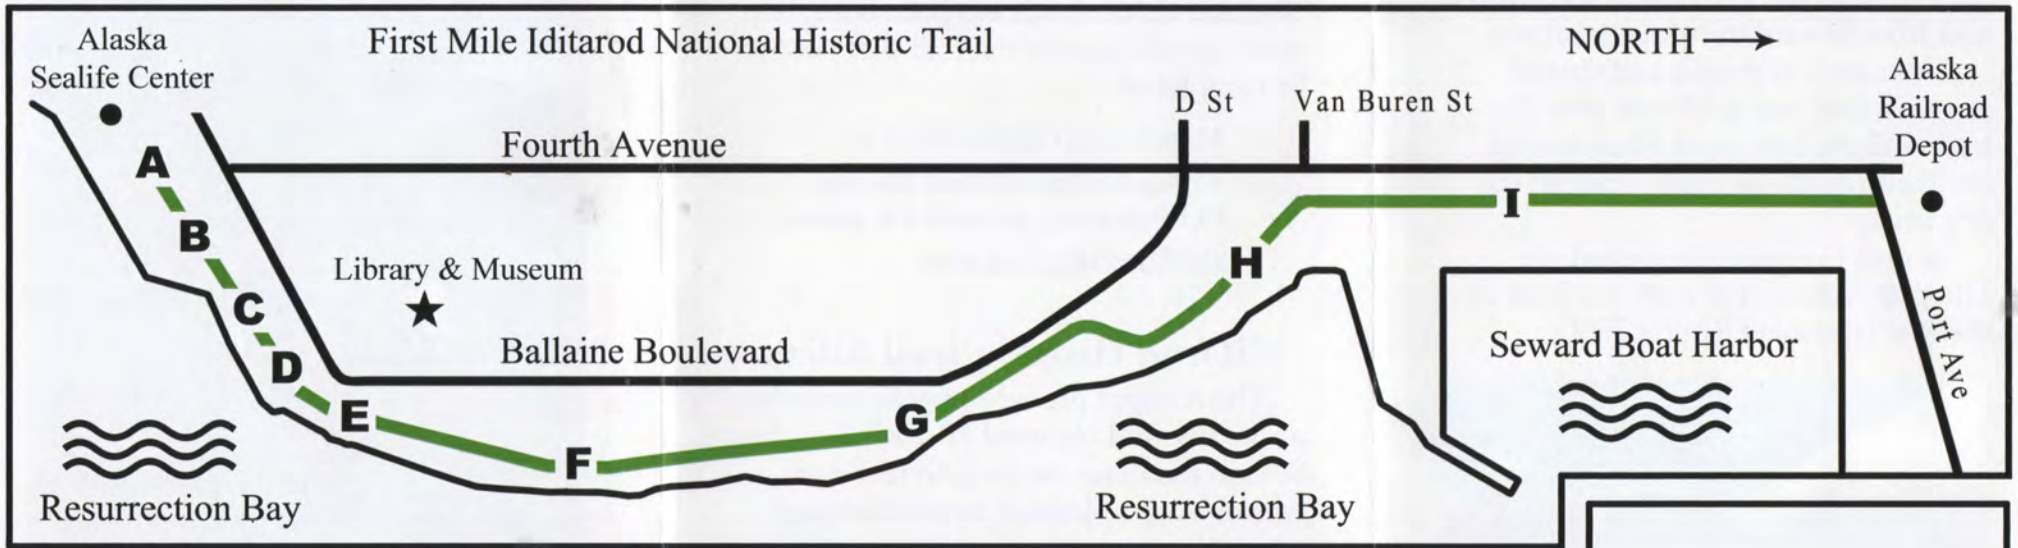 Alaska
Sealife Center
First Mile Iditarod National Historic Trail
NORTH
Alaska
Railroad
Depot
D St
Van Buren St
Fourth Avenue
A
B
C
D
E
F
G
H
I
Library & Museum
Ballaine Boulevard
Seward Boat Harbor
Port Ave
Resurrection Bay
Resurrection Bay